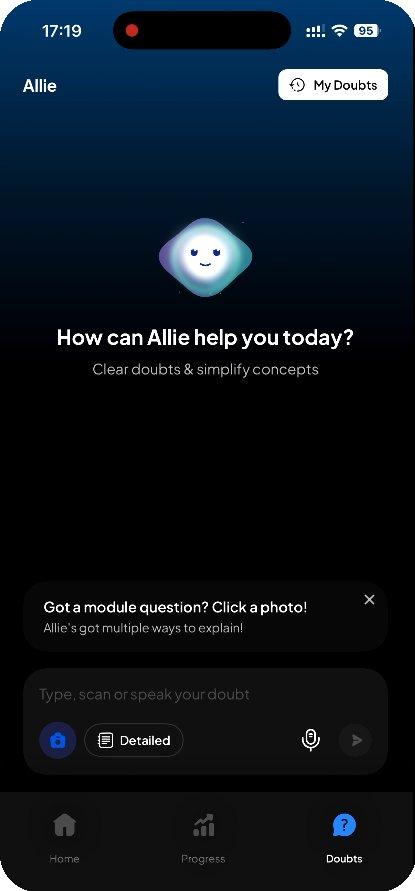 17:19
95
Allie
My Doubts
How can Allie help you today?
Clear doubts & simplify concepts
Got a module question? Click a photo!
Allie's got multiple ways to explain!
Type, scan or speak your doubt
Detailed
Home
Progress
Doubts